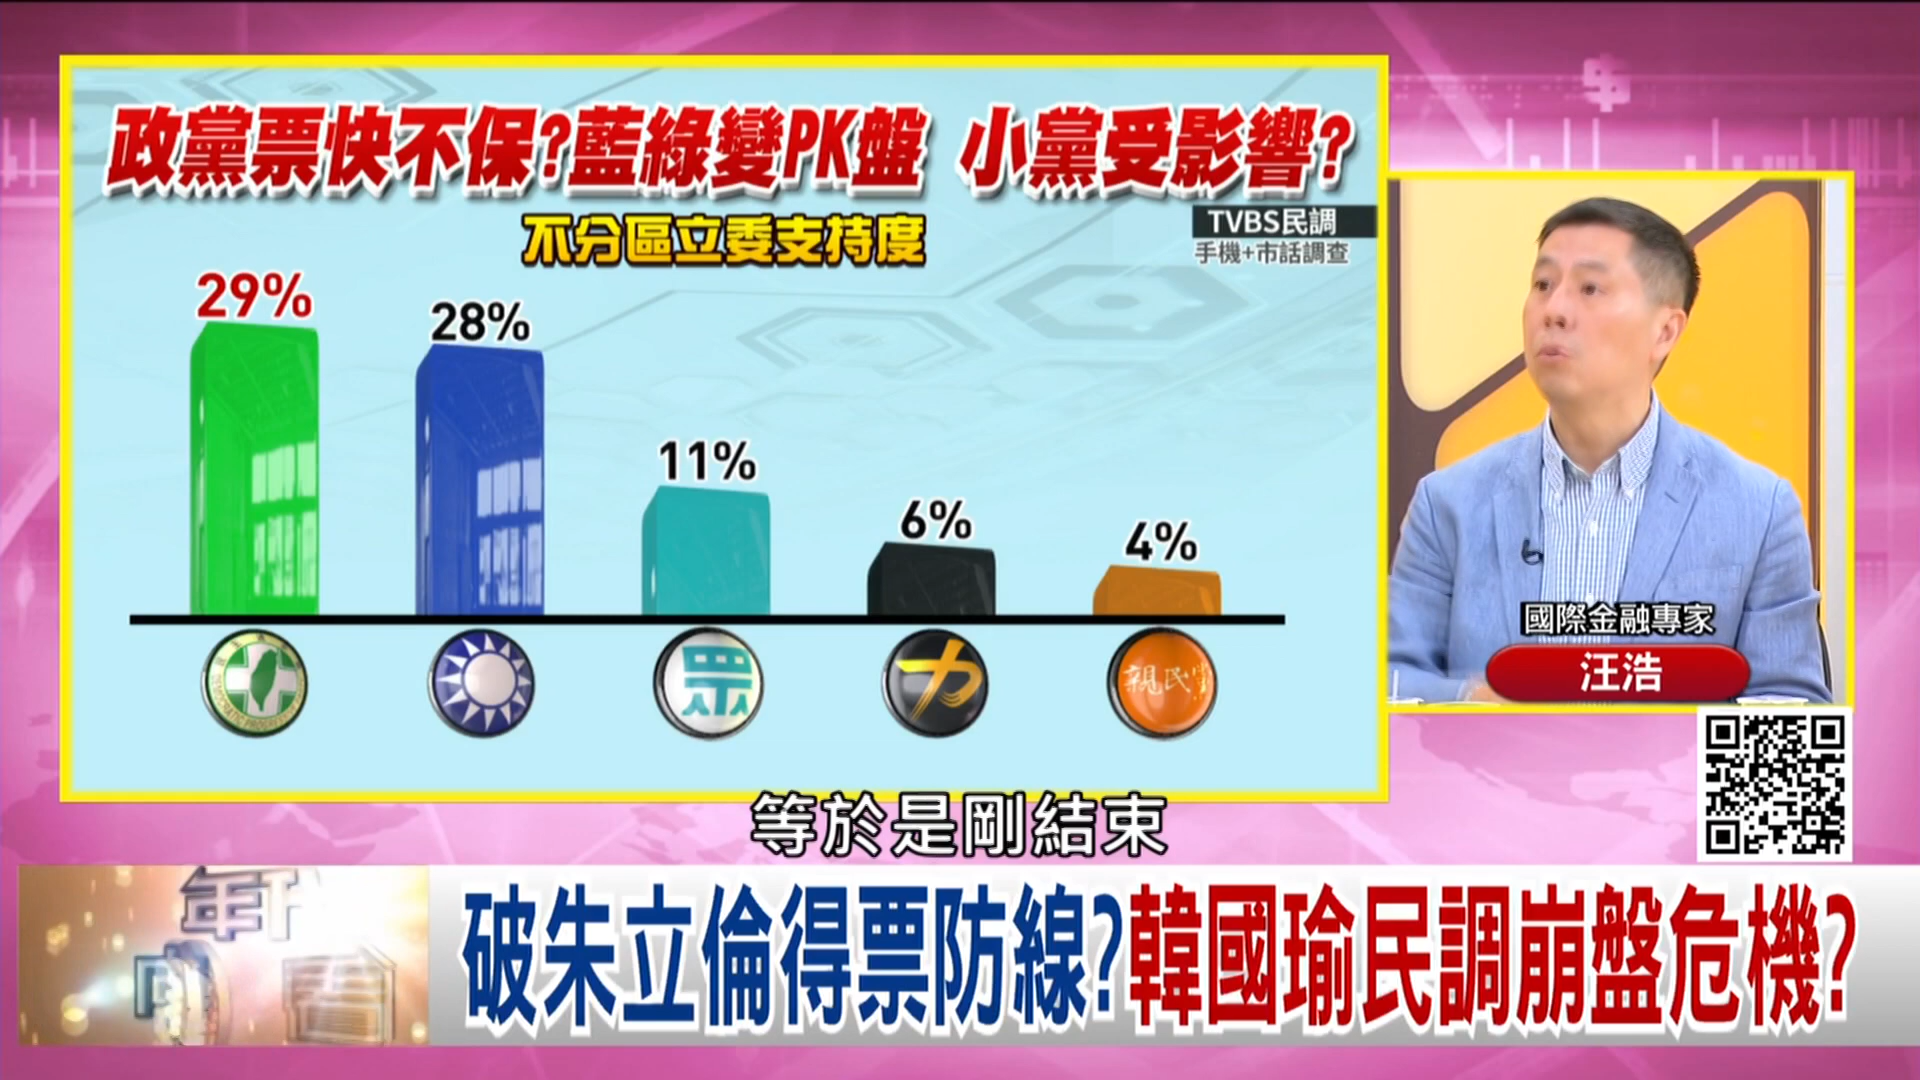 政黨票快不保?藍綠變PK盤 小黨受影響?
不分區立委支持度
TVBS民調
手機+市話調查
29%
28%
11%
6%
4%
眾
力
親民黨
國際金融專家
汪浩
等於是剛結束
破朱立倫得票防線?韓國瑜民調崩盤危機?